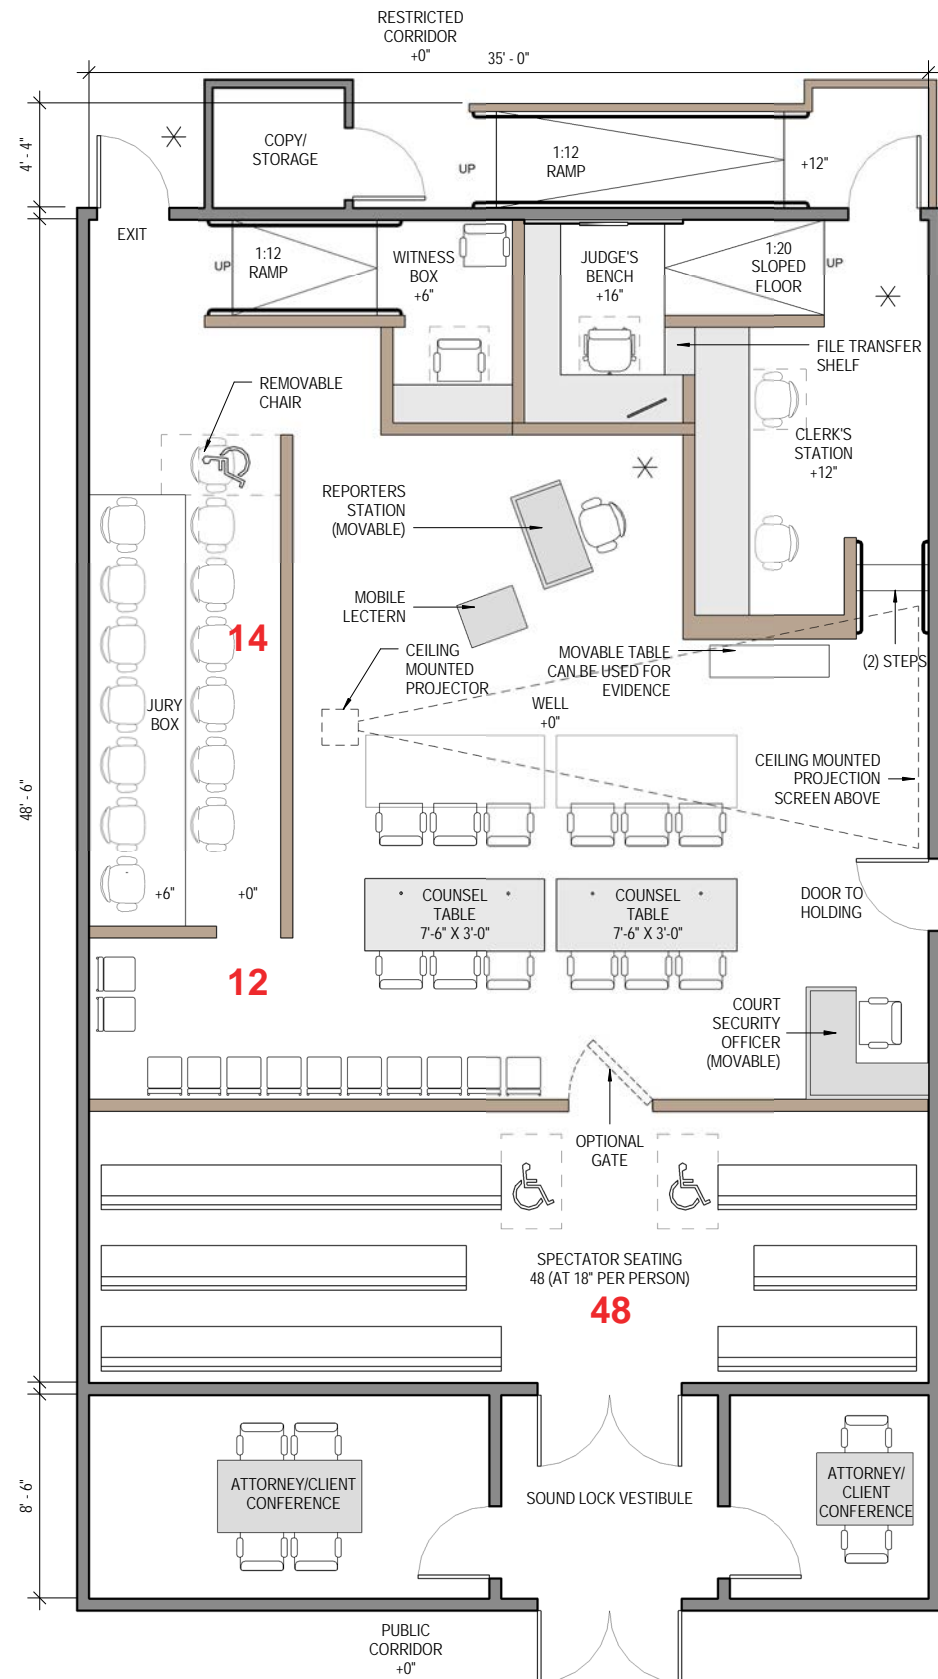 RESTRICTED
CORRIDOR
+0"
35' - 0"
4' - 4"
COPY/
STORAGE
UP
1:12
RAMP
+12"
EXIT
UP
1:12
RAMP
WITNESS
BOX
+6"
JUDGE'S
BENCH
+16"
1:20
SLOPED
FLOOR
UP
FILE TRANSFER
SHELF
REMOVABLE
CHAIR
CLERK'S
STATION
+12"
REPORTERS
STATION
(MOVABLE)
MOBILE
LECTERN
14
CEILING
MOUNTED
PROJECTOR
MOVABLE TABLE
CAN BE USED FOR
EVIDENCE
(2) STEPS
JURY
BOX
WELL
+0"
CEILING MOUNTED
PROJECTION
SCREEN ABOVE
48' - 6"
+6"
+0"
COUNSEL
TABLE
7'-6" X 3'-0"
COUNSEL
TABLE
7'-6" X 3'-0"
DOOR TO
HOLDING
12
COURT
SECURITY
OFFICER
(MOVABLE)
OPTIONAL
GATE
SPECTATOR SEATING
48 (AT 18" PER PERSON)
48
8' - 6"
ATTORNEY/CLIENT
CONFERENCE
SOUND LOCK VESTIBULE
ATTORNEY/
CLIENT
CONFERENCE
PUBLIC
CORRIDOR
+0"